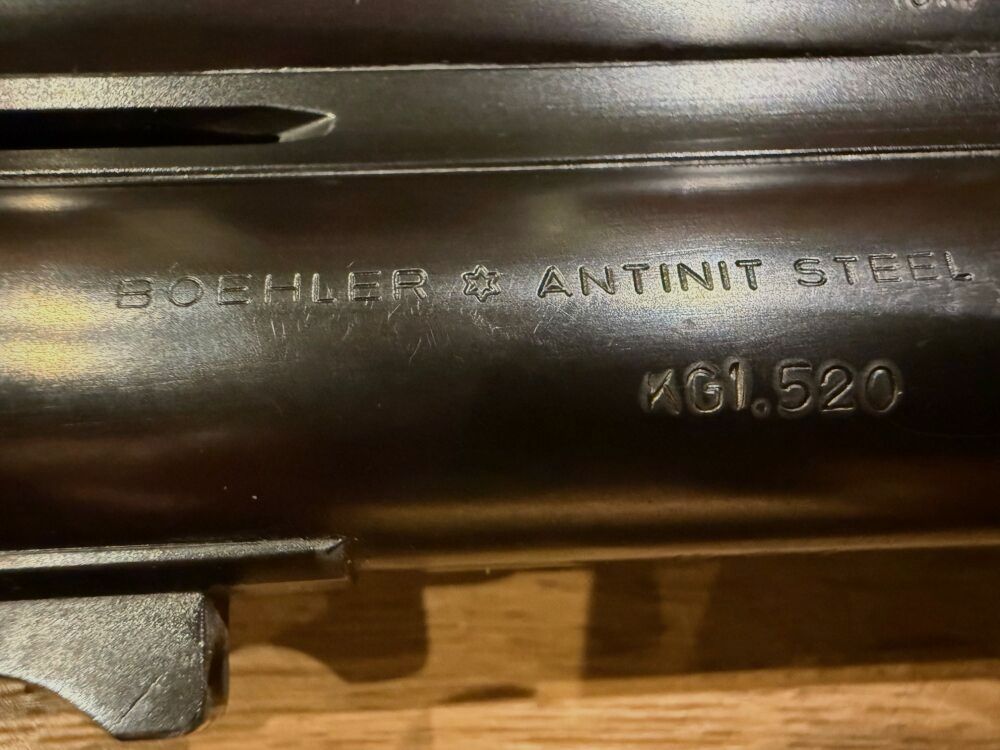 BOEHLER ✡ ANTINIT STEEL
KG1.520